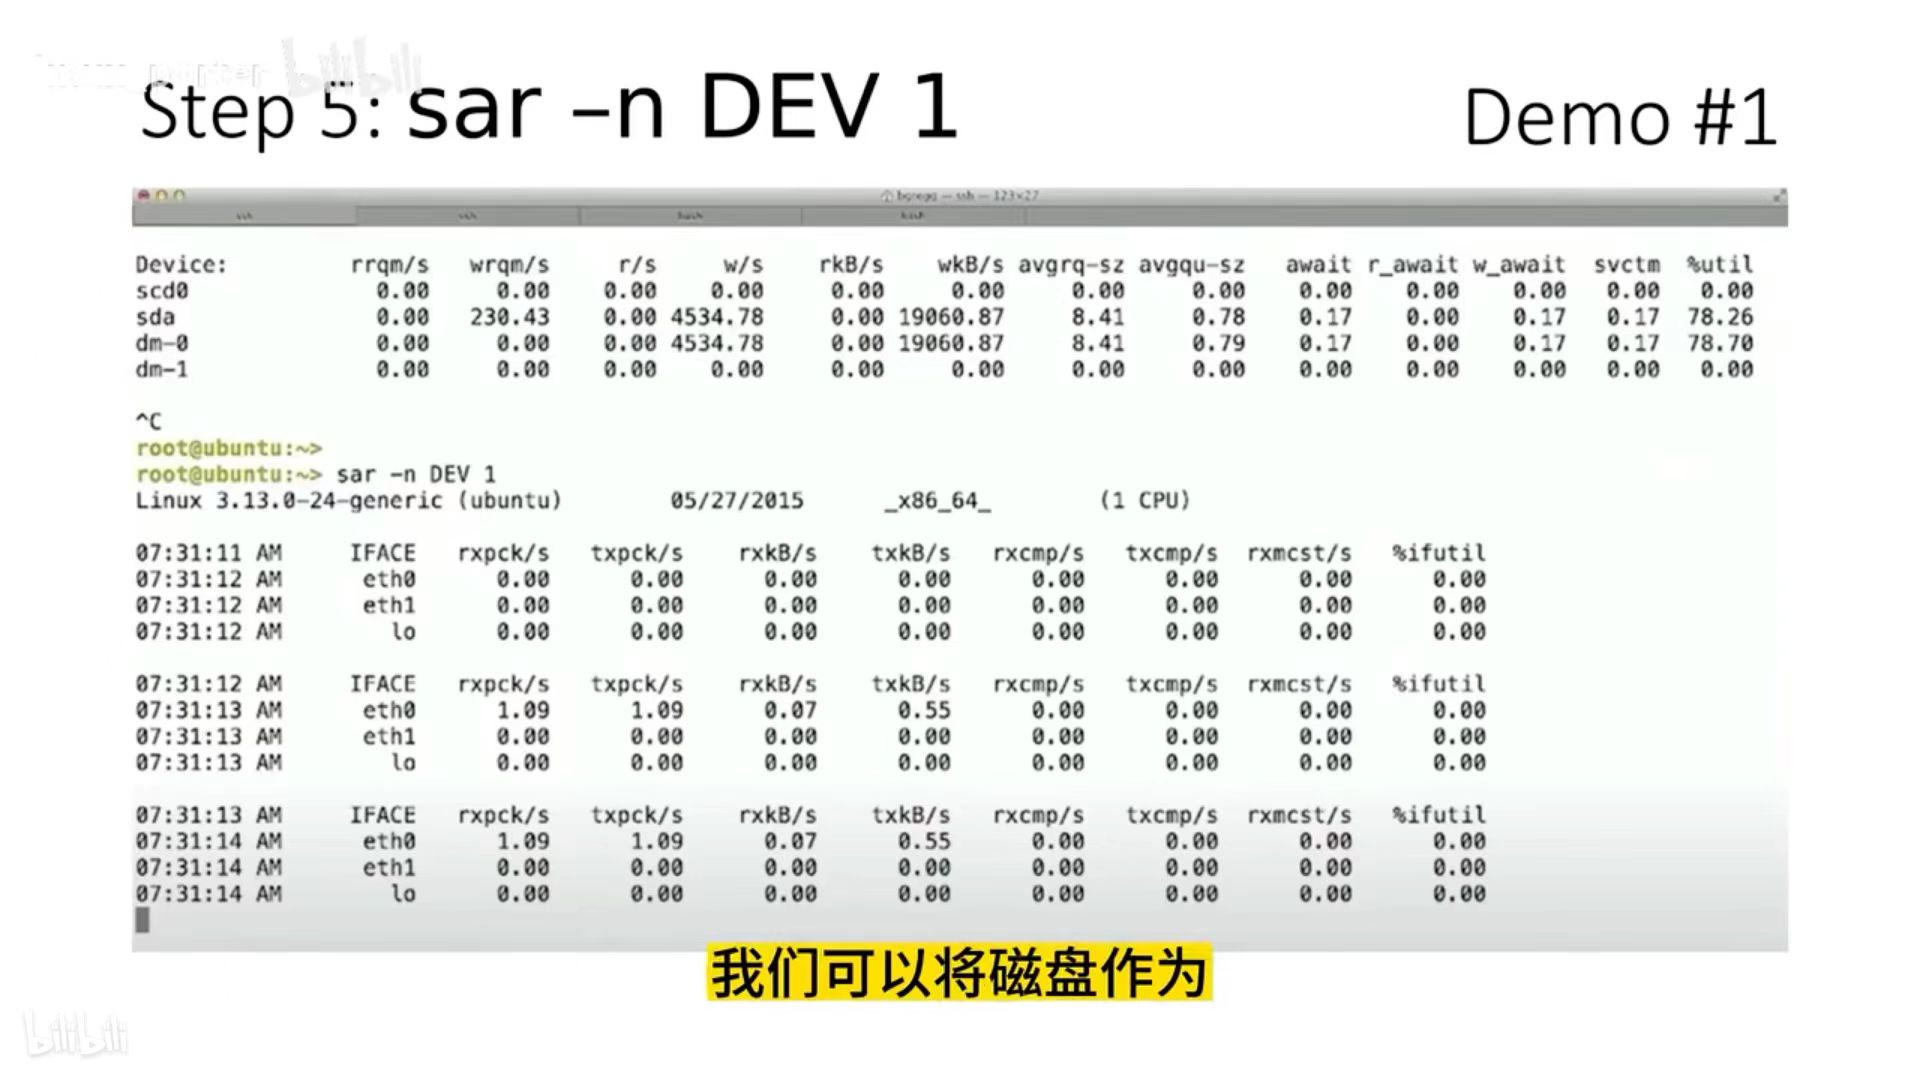 bilibili
Step 5: sar –n DEV 1
Demo #1
bgregg — ssh — 123×27
ssh ssh bash bash
Device: rrqm/s wrqm/s r/s w/s rkB/s wkB/s avgrq-sz avgqu-sz await r_await w_await svctm %util
scd0 0.00 0.00 0.00 0.00 0.00 0.00 0.00 0.00 0.00 0.00 0.00 0.00 0.00
sda 0.00 230.43 0.00 4534.78 0.00 19060.87 8.41 0.78 0.17 0.00 0.17 0.17 78.26
dm-0 0.00 0.00 0.00 4534.78 0.00 19060.87 8.41 0.79 0.17 0.00 0.17 0.17 78.70
dm-1 0.00 0.00 0.00 0.00 0.00 0.00 0.00 0.00 0.00 0.00 0.00 0.00 0.00
^C
root@ubuntu:~>
root@ubuntu:~> sar -n DEV 1
Linux 3.13.0-24-generic (ubuntu) 05/27/2015 _x86_64_ (1 CPU)
07:31:11 AM IFACE rxpck/s txpck/s rxkB/s txkB/s rxcmp/s txcmp/s rxmcst/s %ifutil
07:31:12 AM eth0 0.00 0.00 0.00 0.00 0.00 0.00 0.00 0.00
07:31:12 AM eth1 0.00 0.00 0.00 0.00 0.00 0.00 0.00 0.00
07:31:12 AM lo 0.00 0.00 0.00 0.00 0.00 0.00 0.00 0.00
07:31:12 AM IFACE rxpck/s txpck/s rxkB/s txkB/s rxcmp/s txcmp/s rxmcst/s %ifutil
07:31:13 AM eth0 1.09 1.09 0.07 0.55 0.00 0.00 0.00 0.00
07:31:13 AM eth1 0.00 0.00 0.00 0.00 0.00 0.00 0.00 0.00
07:31:13 AM lo 0.00 0.00 0.00 0.00 0.00 0.00 0.00 0.00
07:31:13 AM IFACE rxpck/s txpck/s rxkB/s txkB/s rxcmp/s txcmp/s rxmcst/s %ifutil
07:31:14 AM eth0 1.09 1.09 0.07 0.55 0.00 0.00 0.00 0.00
07:31:14 AM eth1 0.00 0.00 0.00 0.00 0.00 0.00 0.00 0.00
07:31:14 AM lo 0.00 0.00 0.00 0.00 0.00 0.00 0.00 0.00
我们可以将磁盘作为
bilibili